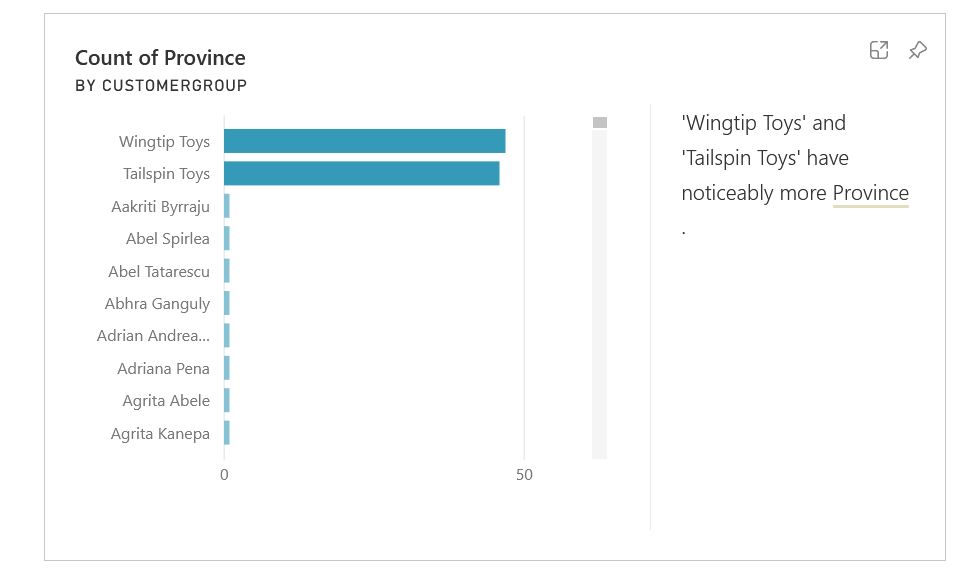 Count of Province
BY CUSTOMERGROUP
Wingtip Toys
Tailspin Toys
Aakriti Byrraju
Abel Spirlea
Abel Tatarescu
Abhra Ganguly
Adrian Andrea...
Adriana Pena
Agrita Abele
Agrita Kanepa
0 50
'Wingtip Toys' and
'Tailspin Toys' have
noticeably more Province
.